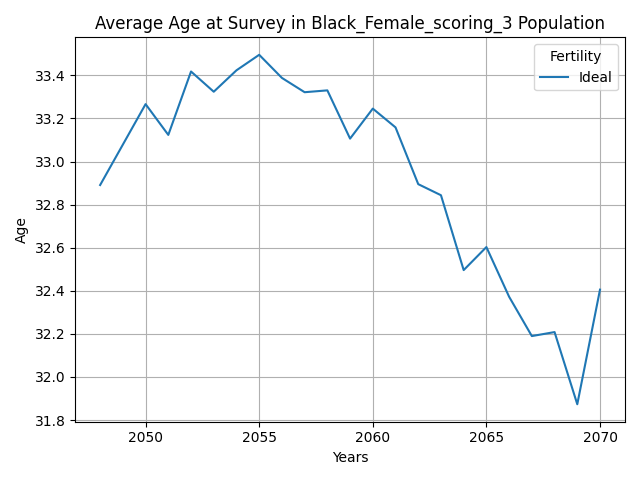 Average Age at Survey in Black_Female_scoring_3 Population
Fertility
Ideal
33.4
33.2
33.0
32.8
32.6
32.4
32.2
32.0
31.8
Age
2050
2055
2060
2065
2070
Years